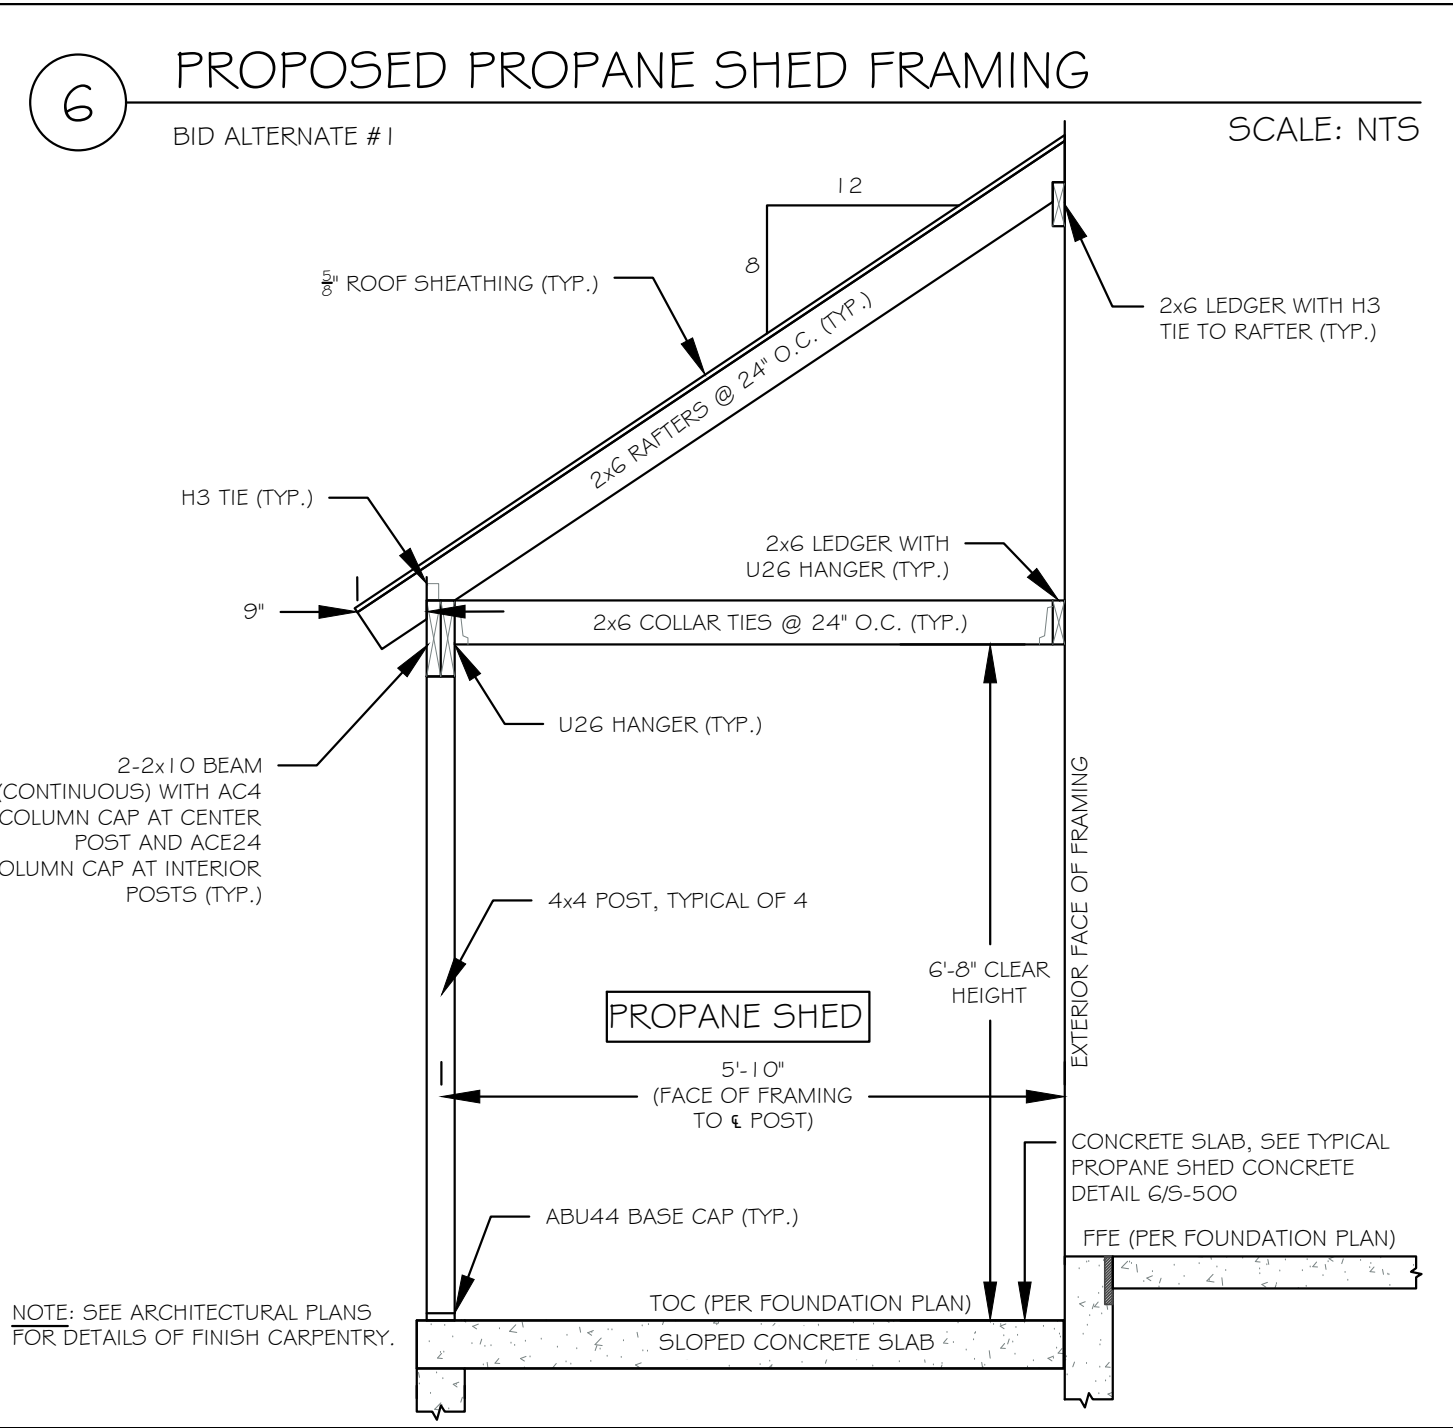 6
PROPOSED PROPANE SHED FRAMING
BID ALTERNATE #1
SCALE: NTS
12
8
5/8" ROOF SHEATHING (TYP.)
2x6 LEDGER WITH H3
TIE TO RAFTER (TYP.)
2x6 RAFTERS @ 24" O.C. (TYP.)
H3 TIE (TYP.)
2x6 LEDGER WITH
U26 HANGER (TYP.)
9"
2x6 COLLAR TIES @ 24" O.C. (TYP.)
U26 HANGER (TYP.)
2-2x10 BEAM
(CONTINUOUS) WITH AC4
COLUMN CAP AT CENTER
POST AND ACE24
OLUMN CAP AT INTERIOR
POSTS (TYP.)
4x4 POST, TYPICAL OF 4
EXTERIOR FACE OF FRAMING
6'-8" CLEAR
HEIGHT
PROPANE SHED
5'-10"
(FACE OF FRAMING
TO ℄ POST)
CONCRETE SLAB, SEE TYPICAL
PROPANE SHED CONCRETE
DETAIL 6/S-500
ABU44 BASE CAP (TYP.)
FFE (PER FOUNDATION PLAN)
TOC (PER FOUNDATION PLAN)
SLOPED CONCRETE SLAB
NOTE: SEE ARCHITECTURAL PLANS
FOR DETAILS OF FINISH CARPENTRY.